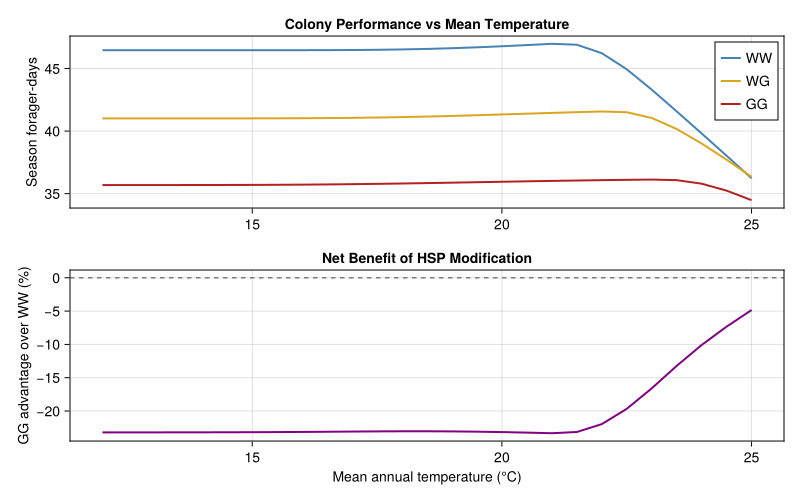 Colony Performance vs Mean Temperature
Season forager-days
45
40
35
WW
WG
GG
15
20
25
Net Benefit of HSP Modification
GG advantage over WW (%)
0
−5
−10
−15
−20
15
20
25
Mean annual temperature (°C)